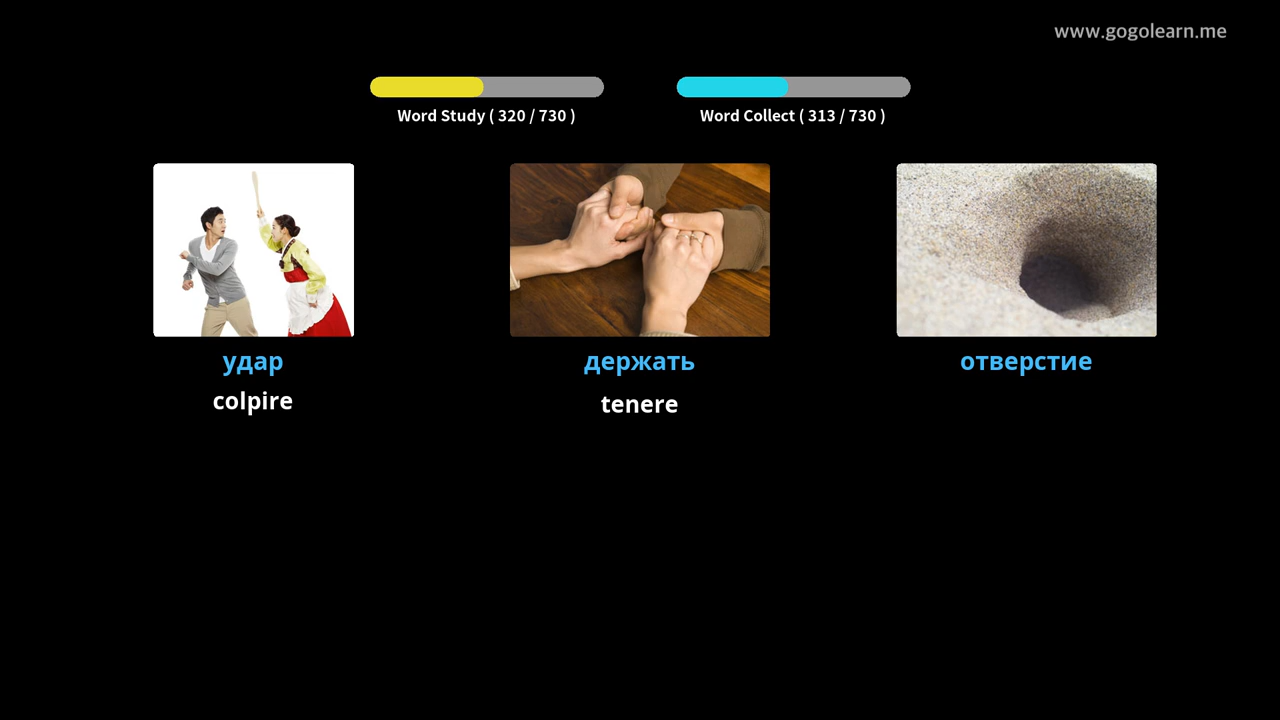 www.gogolearn.me
Word Study ( 320 / 730 )
Word Collect ( 313 / 730 )
удар
держать
отверстие
colpire
tenere